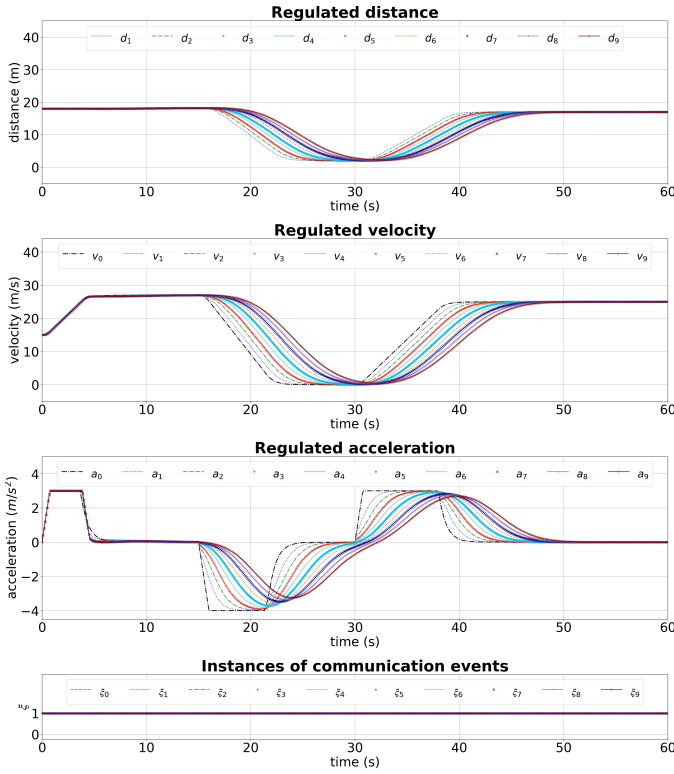 Regulated distance
d1 d2 d3 d4 d5 d6 d7 d8 d9
distance (m)
40
30
20
10
0
0 10 20 30 40 50 60
time (s)
Regulated velocity
v0 v1 v2 v3 v4 v5 v6 v7 v8 v9
velocity (m/s)
40
30
20
10
0
0 10 20 30 40 50 60
time (s)
Regulated acceleration
a0 a1 a2 a3 a4 a5 a6 a7 a8 a9
acceleration (m/s²)
4
2
0
−2
−4
0 10 20 30 40 50 60
time (s)
Instances of communication events
ξ0 ξ1 ξ2 ξ3 ξ4 ξ5 ξ6 ξ7 ξ8 ξ9
ξ
1
0
0 10 20 30 40 50 60
time (s)